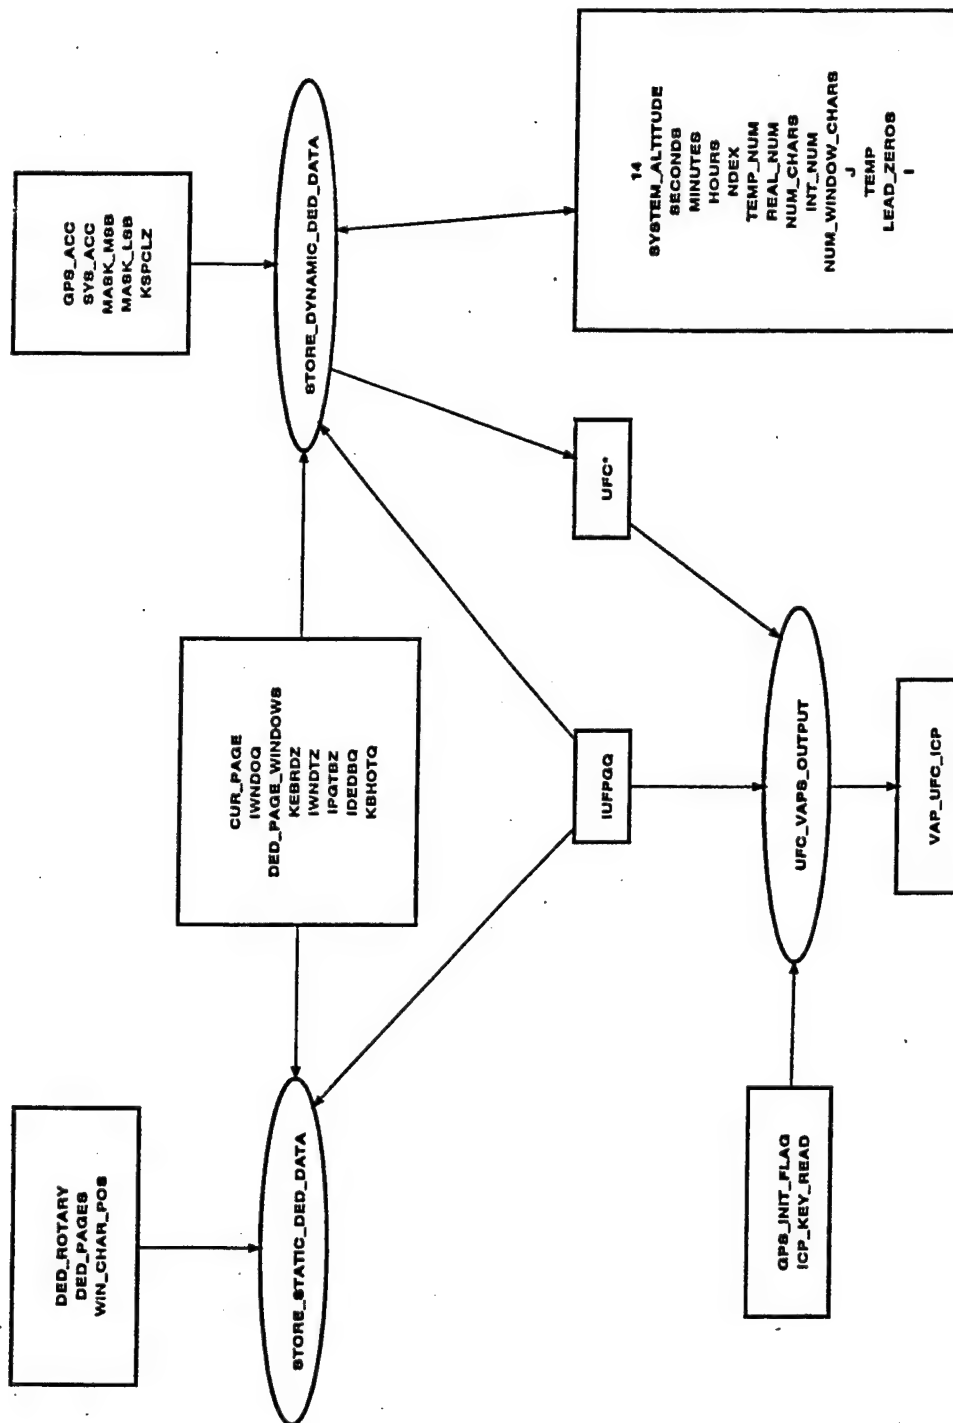 DED_ROTARY
DED_PAGES
WIN_CHAR_POS
GPS_ACC
SYS_ACC
MASK_MSB
MASK_LSB
KSPCLZ
STORE_STATIC_DED_DATA
CUR_PAGE
IWNDOQ
DED_PAGE_WINDOWS
KEBRDZ
IWNDTZ
IPGTBZ
IDEDBQ
KBHOTQ
STORE_DYNAMIC_DED_DATA
IUFPGQ
UFC*
14
SYSTEM_ALTITUDE
SECONDS
MINUTES
HOURS
NDEX
TEMP_NUM
REAL_NUM
NUM_CHARS
INT_NUM
NUM_WINDOW_CHARS
J
TEMP
LEAD_ZEROS
I
GPS_INIT_FLAG
ICP_KEY_READ
UFC_VAPS_OUTPUT
VAP_UFC_ICP